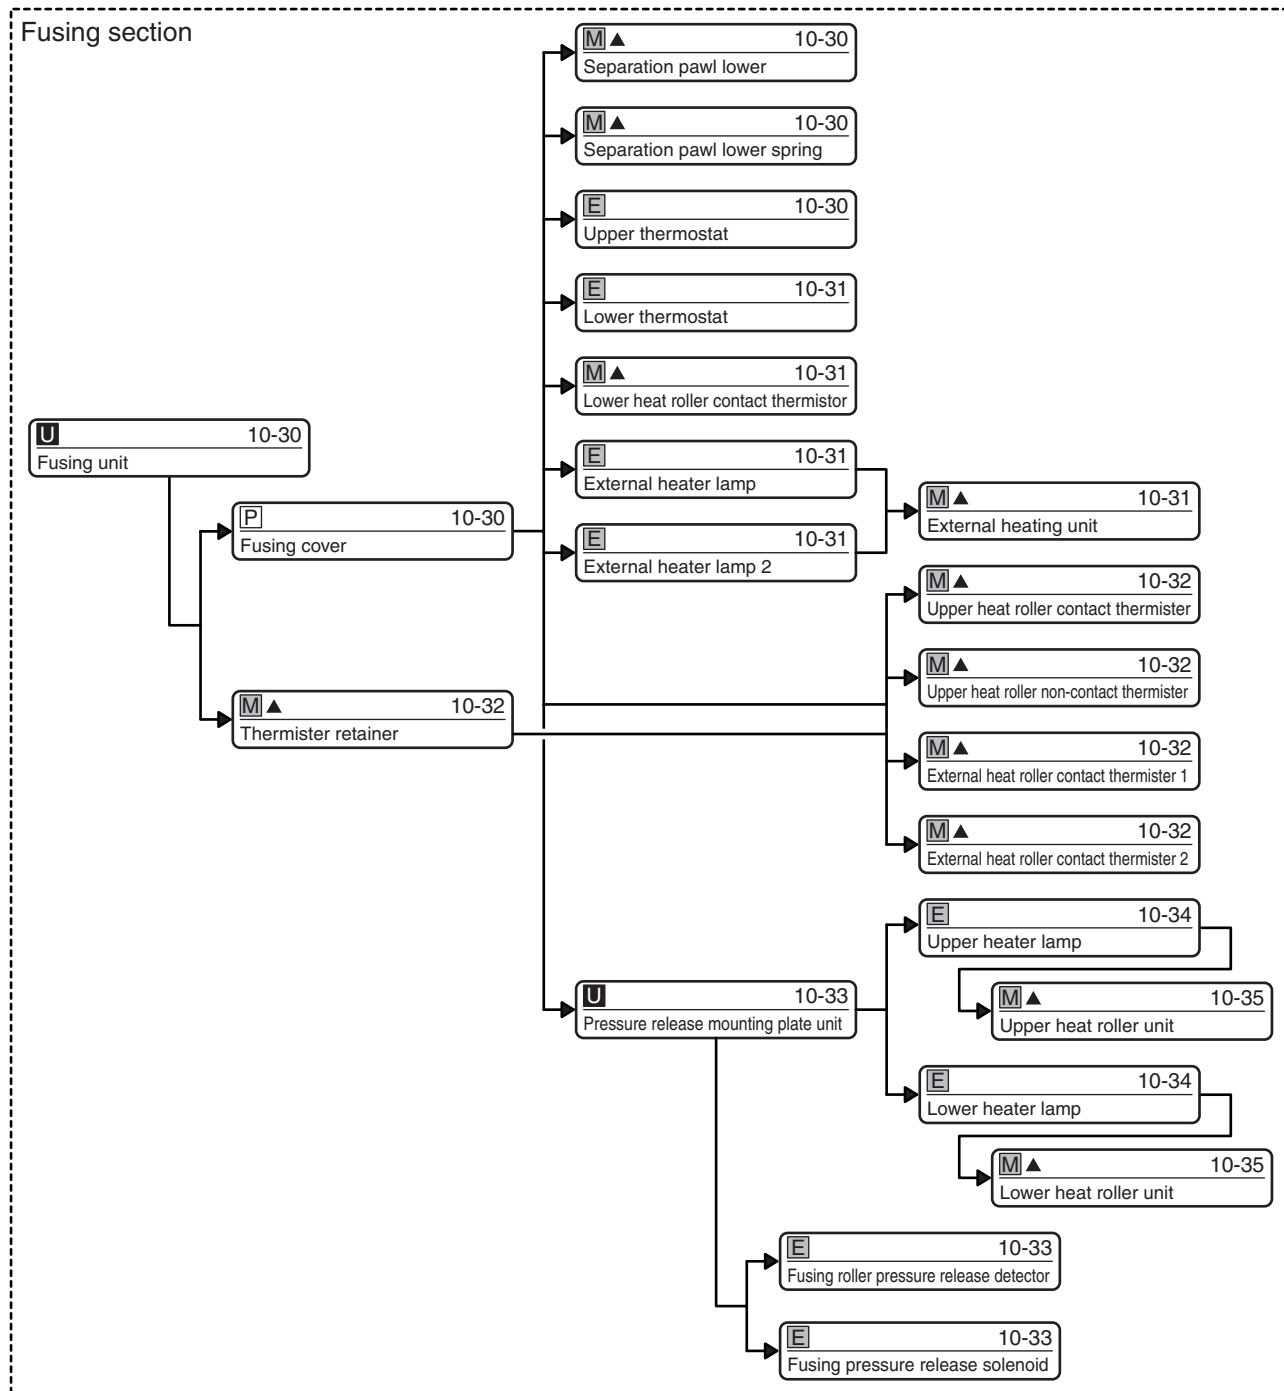 Fusing section
M ▲ 10-30
Separation pawl lower
M ▲ 10-30
Separation pawl lower spring
E 10-30
Upper thermostat
E 10-31
Lower thermostat
M ▲ 10-31
Lower heat roller contact thermistor
U 10-30
Fusing unit
E 10-31
External heater lamp
M ▲ 10-31
External heating unit
P 10-30
Fusing cover
E 10-31
External heater lamp 2
M ▲ 10-32
Upper heat roller contact thermister
M ▲ 10-32
Upper heat roller non-contact thermister
M ▲ 10-32
Thermister retainer
M ▲ 10-32
External heat roller contact thermister 1
M ▲ 10-32
External heat roller contact thermister 2
E 10-34
Upper heater lamp
U 10-33
Pressure release mounting plate unit
M ▲ 10-35
Upper heat roller unit
E 10-34
Lower heater lamp
M ▲ 10-35
Lower heat roller unit
E 10-33
Fusing roller pressure release detector
E 10-33
Fusing pressure release solenoid